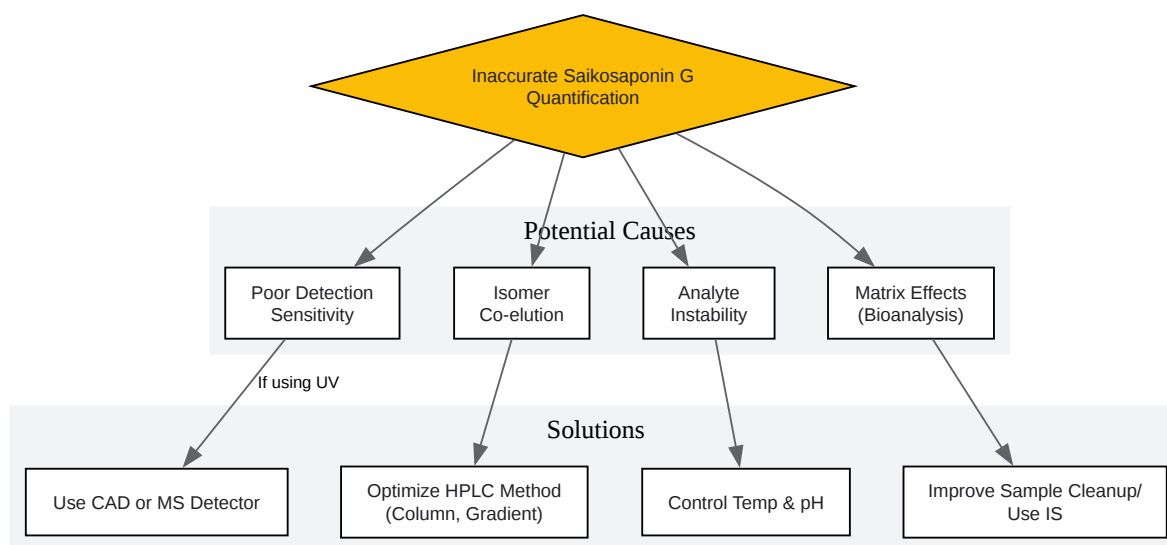 Inaccurate Saikosaponin G
Quantification
Potential Causes
Poor Detection
Sensitivity
Isomer
Co-elution
Analyte
Instability
Matrix Effects
(Bioanalysis)
If using UV
Solutions
Use CAD or MS Detector
Optimize HPLC Method
(Column, Gradient)
Control Temp & pH
Improve Sample Cleanup/
Use IS